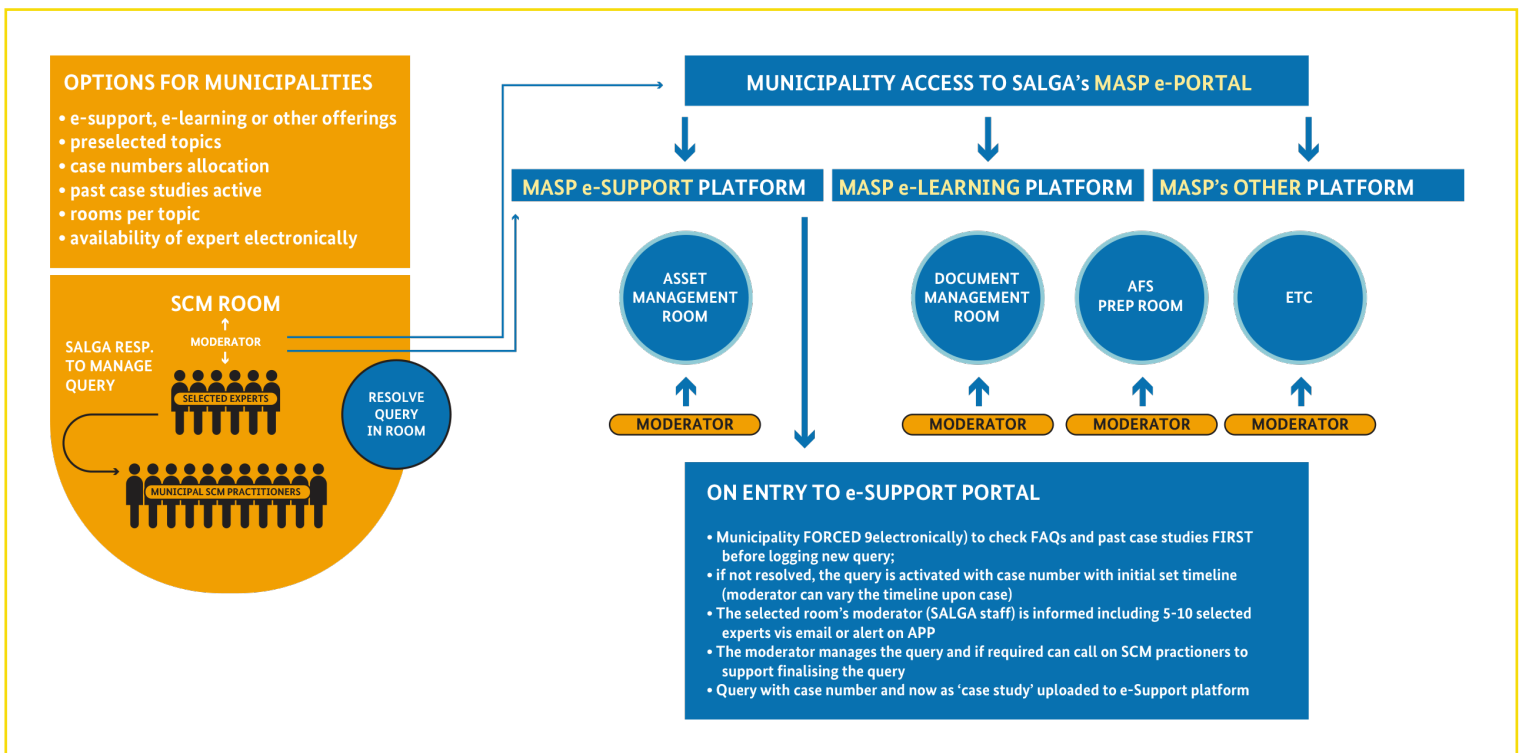 OPTIONS FOR MUNICIPALITIES
• e-support, e-learning or other offerings
• preselected topics
• case numbers allocation
• past case studies active
• rooms per topic
• availability of expert electronically
SCM ROOM
MODERATOR
SALGA RESP.
TO MANAGE
QUERY
SELECTED EXPERTS
MUNICIPAL SCM PRACTITIONERS
RESOLVE
QUERY
IN ROOM
MUNICIPALITY ACCESS TO SALGA's MASP e-PORTAL
MASP e-SUPPORT PLATFORM
MASP e-LEARNING PLATFORM
MASP's OTHER PLATFORM
ASSET
MANAGEMENT
ROOM
DOCUMENT
MANAGEMENT
ROOM
AFS
PREP ROOM
ETC
MODERATOR
MODERATOR
MODERATOR
MODERATOR
ON ENTRY TO e-SUPPORT PORTAL
• Municipality FORCED 9electronically) to check FAQs and past case studies FIRST
before logging new query;
• if not resolved, the query is activated with case number with initial set timeline
(moderator can vary the timeline upon case)
• The selected room's moderator (SALGA staff) is informed including 5-10 selected
experts vis email or alert on APP
• The moderator manages the query and if required can call on SCM practioners to
support finalising the query
• Query with case number and now as ‘case study’ uploaded to e-Support platform